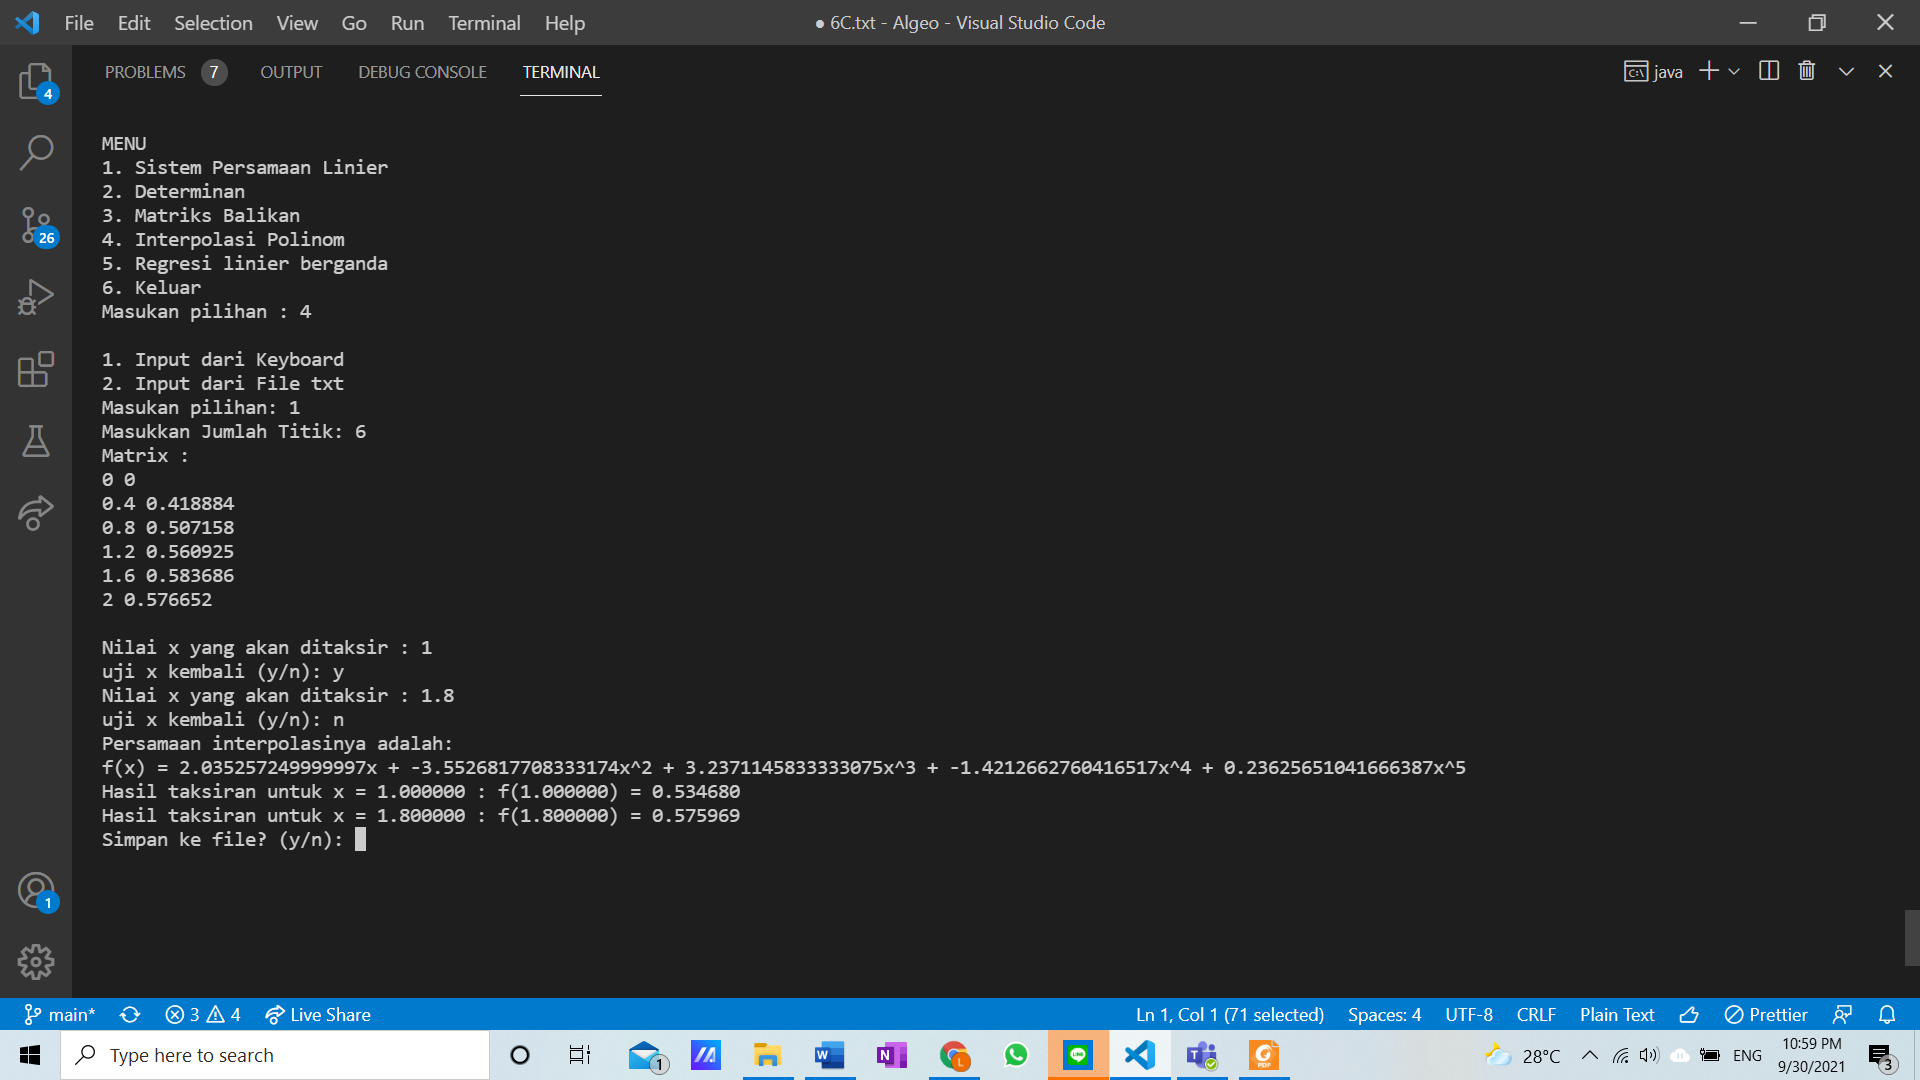 File Edit Selection View Go Run Terminal Help
● 6C.txt - Algeo - Visual Studio Code
PROBLEMS 7 OUTPUT DEBUG CONSOLE TERMINAL
java
4
26
1
MENU
1. Sistem Persamaan Linier
2. Determinan
3. Matriks Balikan
4. Interpolasi Polinom
5. Regresi linier berganda
6. Keluar
Masukan pilihan : 4
1. Input dari Keyboard
2. Input dari File txt
Masukan pilihan: 1
Masukkan Jumlah Titik: 6
Matrix :
0 0
0.4 0.418884
0.8 0.507158
1.2 0.560925
1.6 0.583686
2 0.576652
Nilai x yang akan ditaksir : 1
uji x kembali (y/n): y
Nilai x yang akan ditaksir : 1.8
uji x kembali (y/n): n
Persamaan interpolasinya adalah:
f(x) = 2.035257249999997x + -3.5526817708333174x^2 + 3.2371145833333075x^3 + -1.4212662760416517x^4 + 0.23625651041666387x^5
Hasil taksiran untuk x = 1.000000 : f(1.000000) = 0.534680
Hasil taksiran untuk x = 1.800000 : f(1.800000) = 0.575969
Simpan ke file? (y/n):
main* 3 4 Live Share
Ln 1, Col 1 (71 selected) Spaces: 4 UTF-8 CRLF Plain Text Prettier
Type here to search
1
28°C ENG
10:59 PM
9/30/2021
3